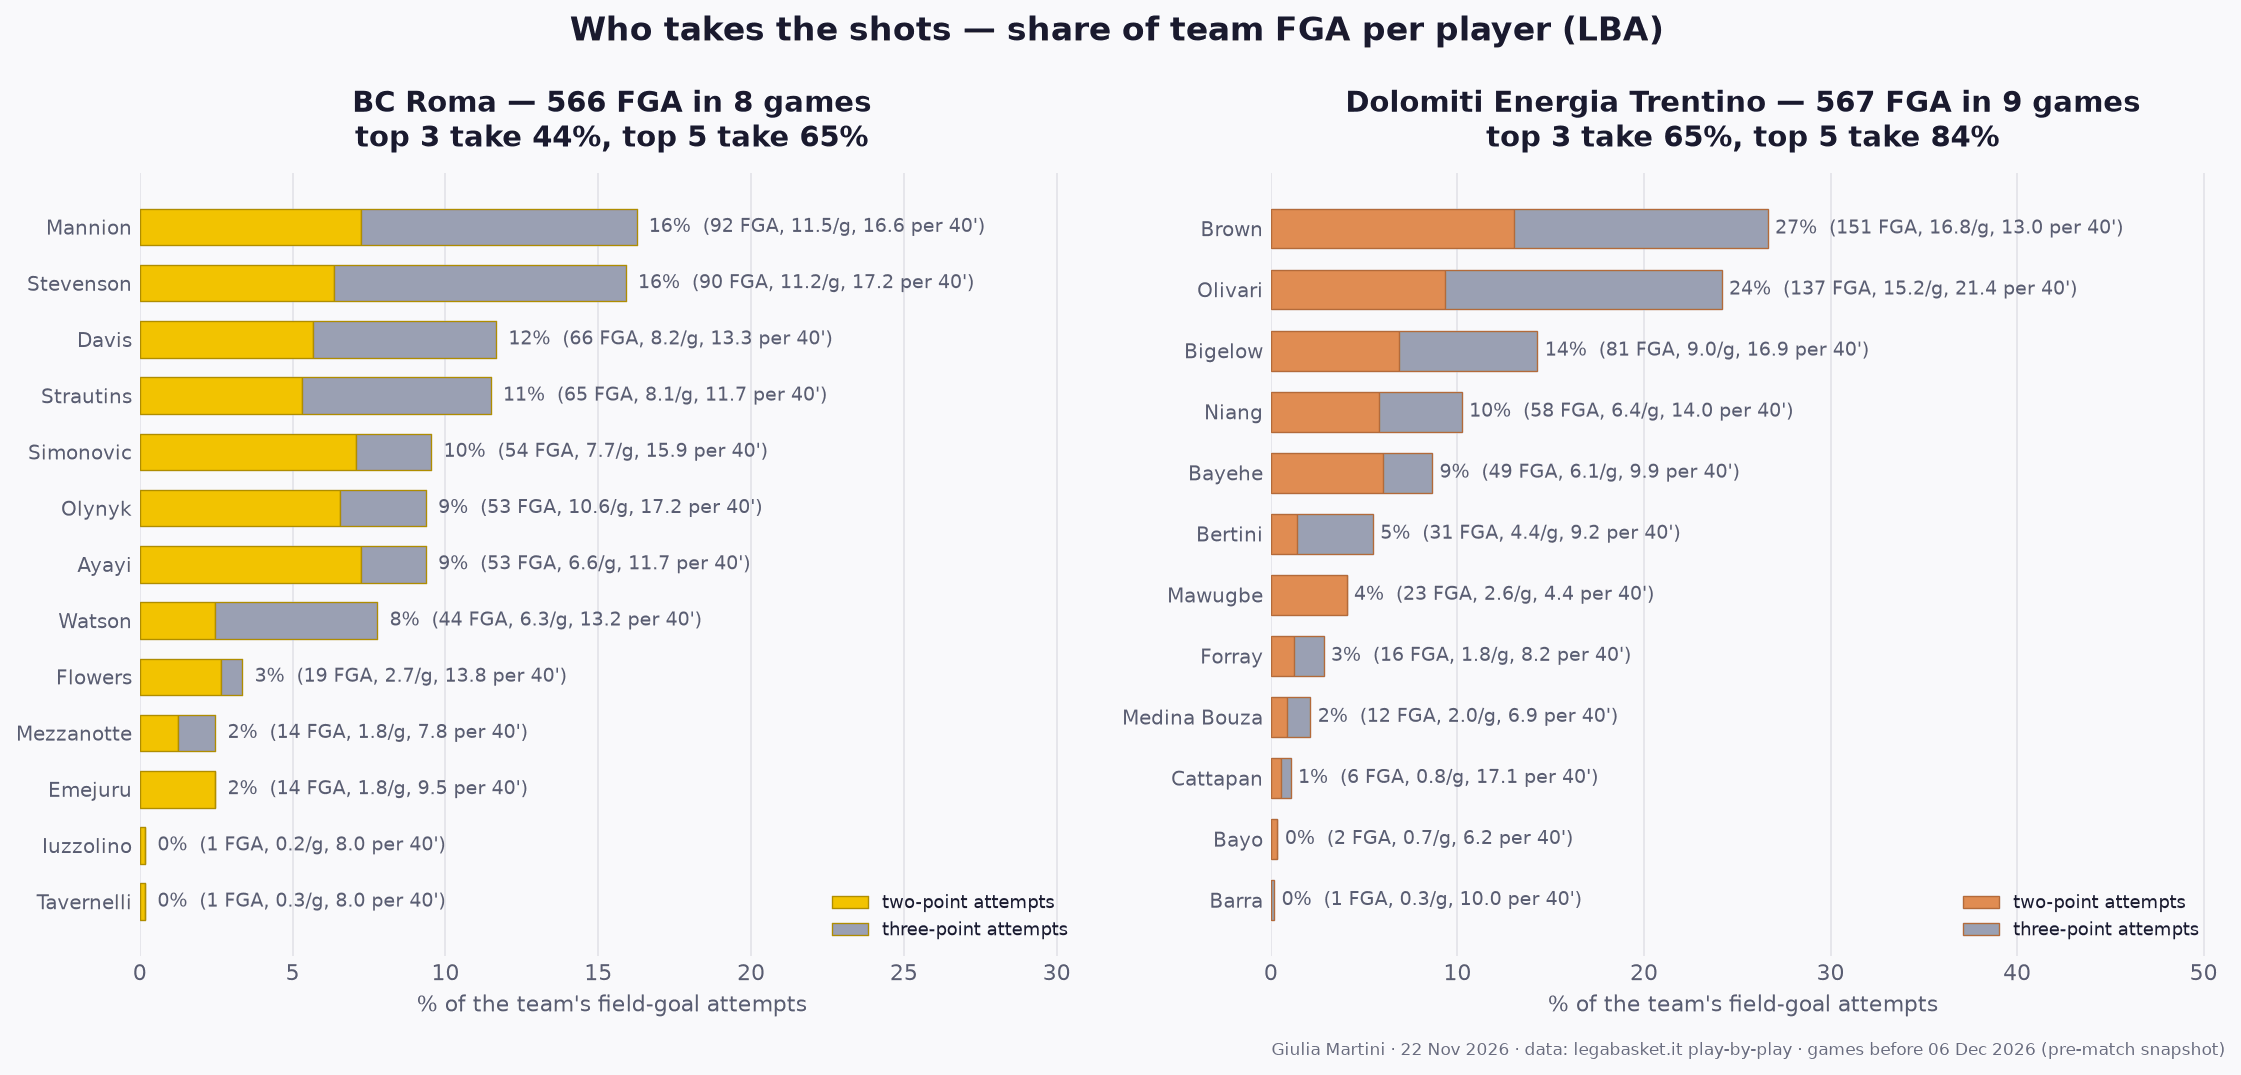 Who takes the shots — share of team FGA per player (LBA)
BC Roma — 566 FGA in 8 games
top 3 take 44%, top 5 take 65%
Mannion 16% (92 FGA, 11.5/g, 16.6 per 40')
Stevenson 16% (90 FGA, 11.2/g, 17.2 per 40')
Davis 12% (66 FGA, 8.2/g, 13.3 per 40')
Strautins 11% (65 FGA, 8.1/g, 11.7 per 40')
Simonovic 10% (54 FGA, 7.7/g, 15.9 per 40')
Olynyk 9% (53 FGA, 10.6/g, 17.2 per 40')
Ayayi 9% (53 FGA, 6.6/g, 11.7 per 40')
Watson 8% (44 FGA, 6.3/g, 13.2 per 40')
Flowers 3% (19 FGA, 2.7/g, 13.8 per 40')
Mezzanotte 2% (14 FGA, 1.8/g, 7.8 per 40')
Emejuru 2% (14 FGA, 1.8/g, 9.5 per 40')
Iuzzolino 0% (1 FGA, 0.2/g, 8.0 per 40')
Tavernelli 0% (1 FGA, 0.3/g, 8.0 per 40')
two-point attempts
three-point attempts
0 5 10 15 20 25 30
% of the team's field-goal attempts
Dolomiti Energia Trentino — 567 FGA in 9 games
top 3 take 65%, top 5 take 84%
Brown 27% (151 FGA, 16.8/g, 13.0 per 40')
Olivari 24% (137 FGA, 15.2/g, 21.4 per 40')
Bigelow 14% (81 FGA, 9.0/g, 16.9 per 40')
Niang 10% (58 FGA, 6.4/g, 14.0 per 40')
Bayehe 9% (49 FGA, 6.1/g, 9.9 per 40')
Bertini 5% (31 FGA, 4.4/g, 9.2 per 40')
Mawugbe 4% (23 FGA, 2.6/g, 4.4 per 40')
Forray 3% (16 FGA, 1.8/g, 8.2 per 40')
Medina Bouza 2% (12 FGA, 2.0/g, 6.9 per 40')
Cattapan 1% (6 FGA, 0.8/g, 17.1 per 40')
Bayo 0% (2 FGA, 0.7/g, 6.2 per 40')
Barra 0% (1 FGA, 0.3/g, 10.0 per 40')
two-point attempts
three-point attempts
0 10 20 30 40 50
% of the team's field-goal attempts
Giulia Martini · 22 Nov 2026 · data: legabasket.it play-by-play · games before 06 Dec 2026 (pre-match snapshot)